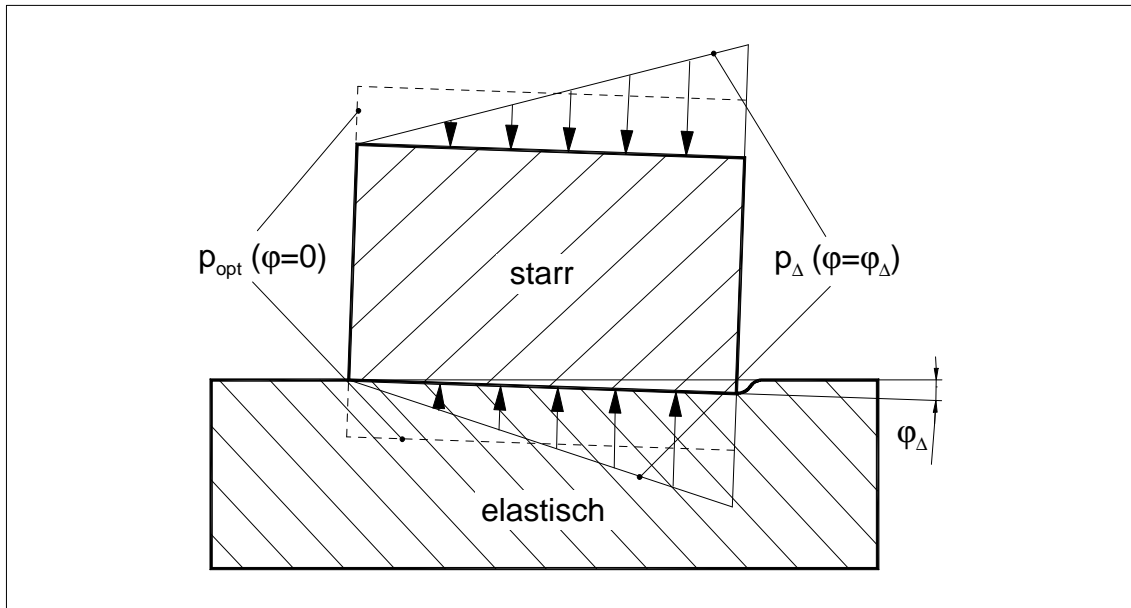 p_opt (φ=0)
starr
p_Δ (φ=φ_Δ)
φ_Δ
elastisch